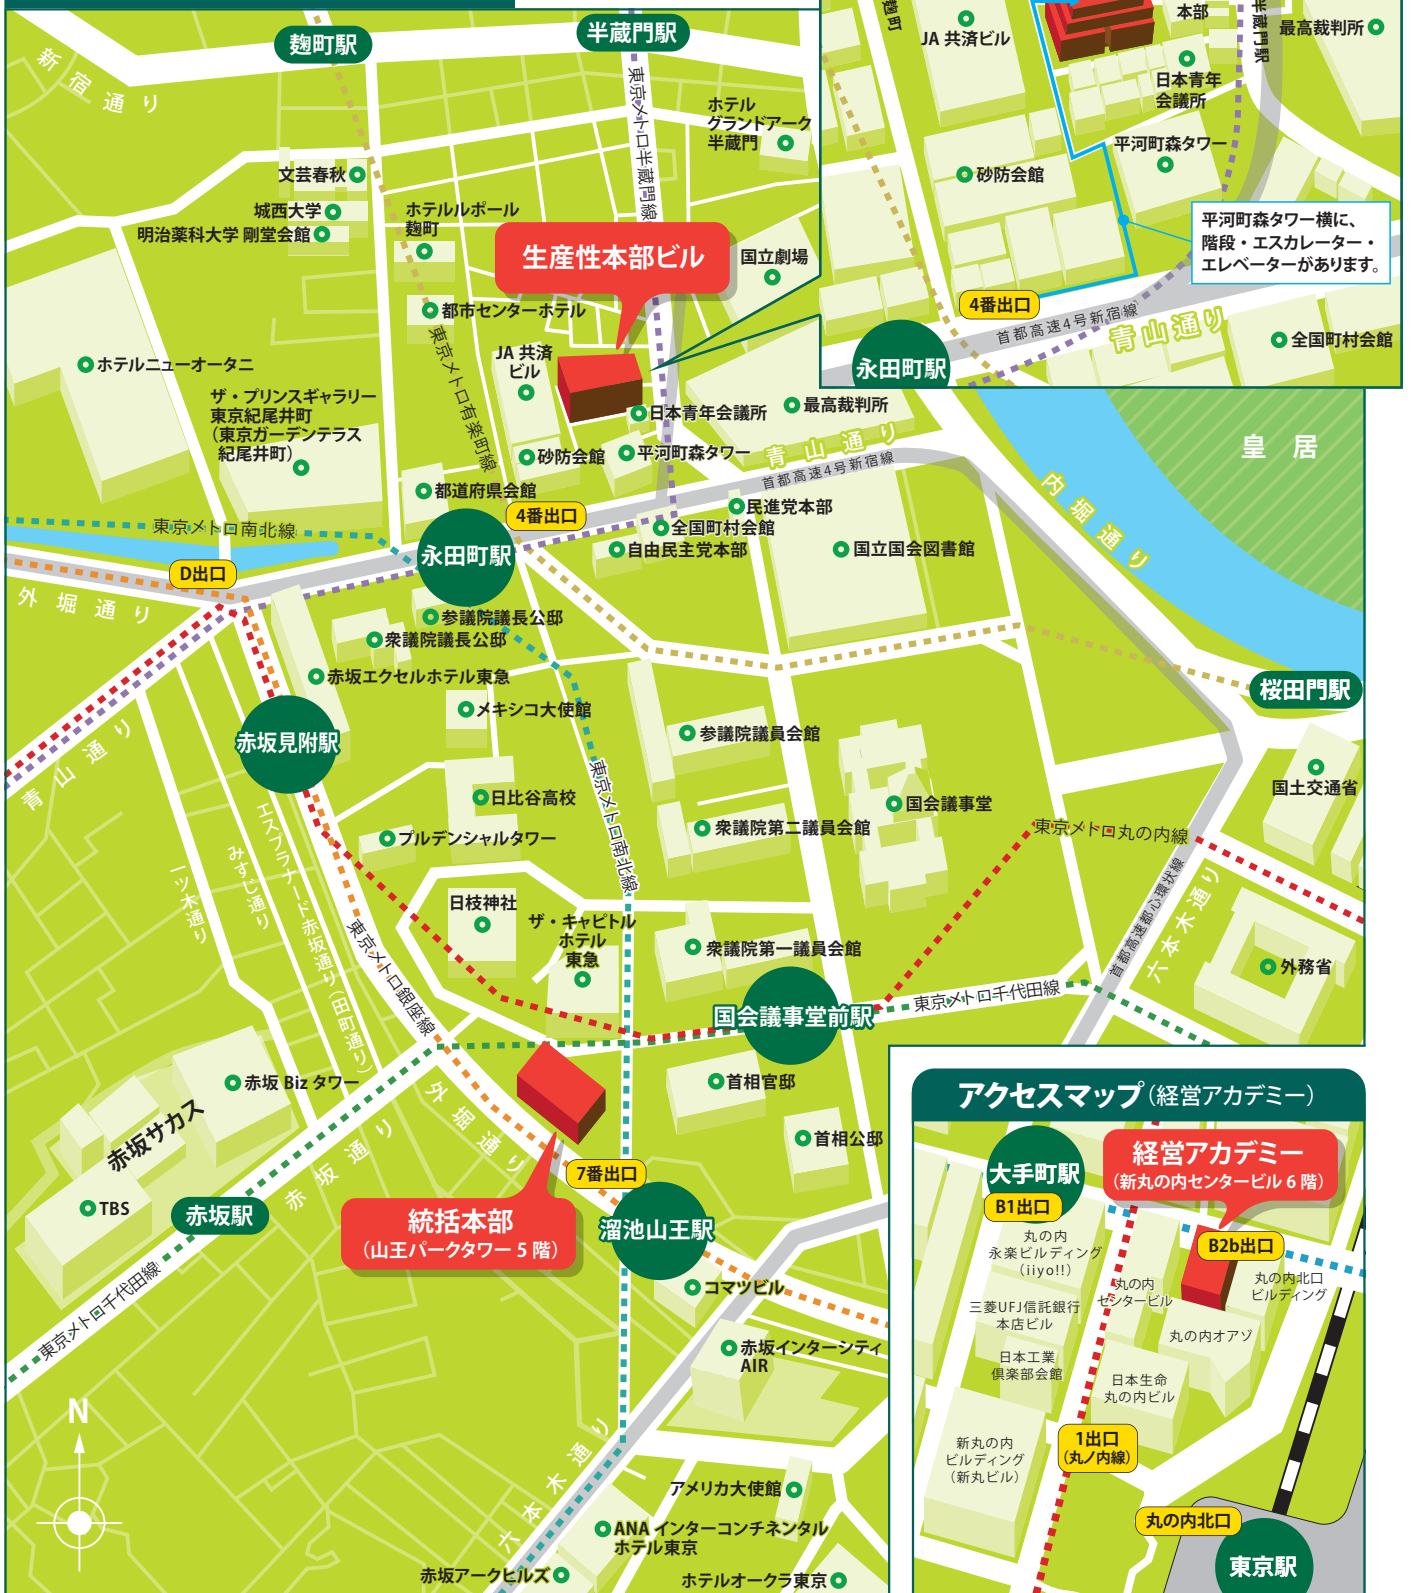 麹町駅
半蔵門駅
新宿通り
東京メトロ半蔵門線
ホテル
グランドアーク
半蔵門
文芸春秋
城西大学
明治薬科大学 剛堂会館
ホテルルポール
麹町
生産性本部ビル
国立劇場
都市センターホテル
東京メトロ有楽町線
JA 共済
ビル
ホテルニューオータニ
ザ・プリンスギャラリー
東京紀尾井町
(東京ガーデンテラス
紀尾井町)
日本青年会議所
最高裁判所
砂防会館
平河町森タワー
青山通り
首都高速4号新宿線
都道府県会館
4番出口
民進党本部
全国町村会館
自由民主党本部
国立国会図書館
東京メトロ南北線
永田町駅
D出口
外堀通り
内堀通り
皇居
麹町
JA 共済ビル
本部
半蔵門駅
最高裁判所
日本青年
会議所
平河町森タワー
砂防会館
平河町森タワー横に、
階段・エスカレーター・
エレベーターがあります。
4番出口
首都高速4号新宿線
青山通り
全国町村会館
永田町駅
参議院議長公邸
衆議院議長公邸
赤坂エクセルホテル東急
メキシコ大使館
桜田門駅
赤坂見附駅
青山通り
参議院議員会館
国土交通省
日比谷高校
東京メトロ南北線
国会議事堂
プルデンシャルタワー
衆議院第二議員会館
東京メトロ丸の内線
エスプラナード赤坂通り(田町通り)
みすじ通り
一ツ木通り
首都高速都心環状線
六本木通り
日枝神社
ザ・キャピトル
ホテル
東急
東京メトロ銀座線
衆議院第一議員会館
外務省
国会議事堂前駅
東京メトロ千代田線
赤坂 Biz タワー
赤坂サカス
首相官邸
首相公邸
外堀通り
赤坂通り
7番出口
TBS
赤坂駅
統括本部
(山王パークタワー 5 階)
溜池山王駅
コマツビル
東京メトロ千代田線
赤坂インターシティ
AIR
N
六本木通り
アメリカ大使館
ANA インターコンチネンタル
ホテル東京
赤坂アークヒルズ
ホテルオークラ東京
アクセスマップ(経営アカデミー)
大手町駅
経営アカデミー
(新丸の内センタービル 6 階)
B1出口
B2b出口
丸の内
永楽ビルディング
(iiyo!!)
丸の内
センタービル
丸の内北口
ビルディング
三菱UFJ信託銀行
本店ビル
丸の内オアゾ
日本工業
倶楽部会館
日本生命
丸の内ビル
新丸の内
ビルディング
(新丸ビル)
1出口
(丸ノ内線)
丸の内北口
東京駅